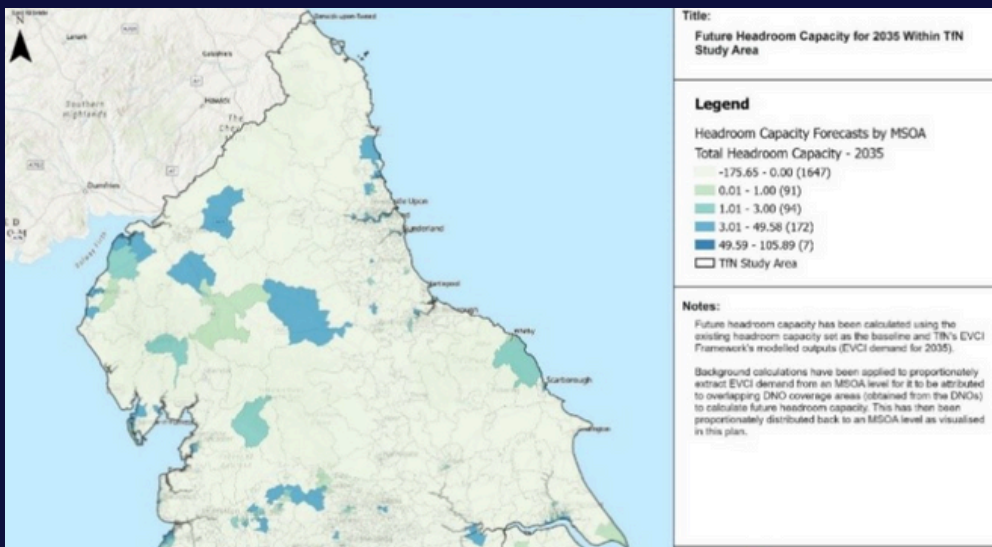 N
Dumfries
Hawick
Southern
Highlands
Solway Firth
Whitby
Scarborough
Title:
Future Headroom Capacity for 2035 Within TfN
Study Area
Legend
Headroom Capacity Forecasts by MSOA
Total Headroom Capacity - 2035
-175.65 - 0.00 (1647)
0.01 - 1.00 (91)
1.01 - 3.00 (94)
3.01 - 49.58 (172)
49.59 - 105.89 (7)
TfN Study Area
Notes:
Future headroom capacity has been calculated using the
existing headroom capacity set as the baseline and TfN's EVCI
Framework's modelled outputs (EVCI demand for 2035).
Background calculations have been applied to proportionately
extract EVCI demand from an MSOA level for it to be attributed
to overlapping DNO coverage areas (obtained from the DNOs)
to calculate future headroom capacity. This has then been
proportionately distributed back to an MSOA level as visualised
in this plan.